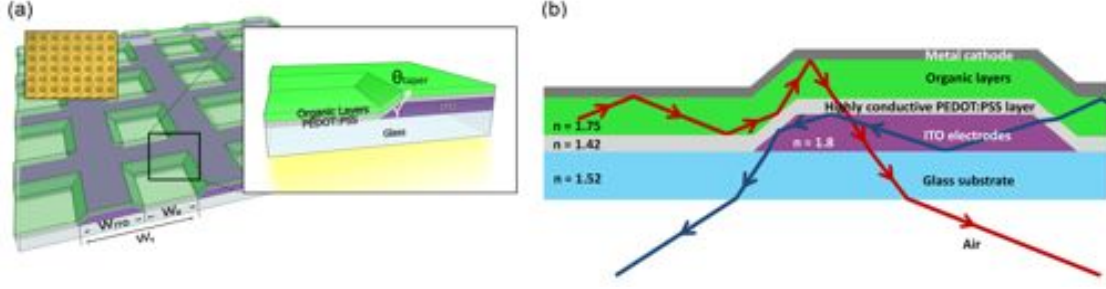 (a)
θtaper
ITO
Organic Layers
PEDOT:PSS
Glass
WITO
(b)
Metal cathode
Organic layers
Highly conductive PEDOT:PSS layer
n = 1.75
ITO electrodes
n = 1.42
n = 1.8
n = 1.52
Glass substrate
Air